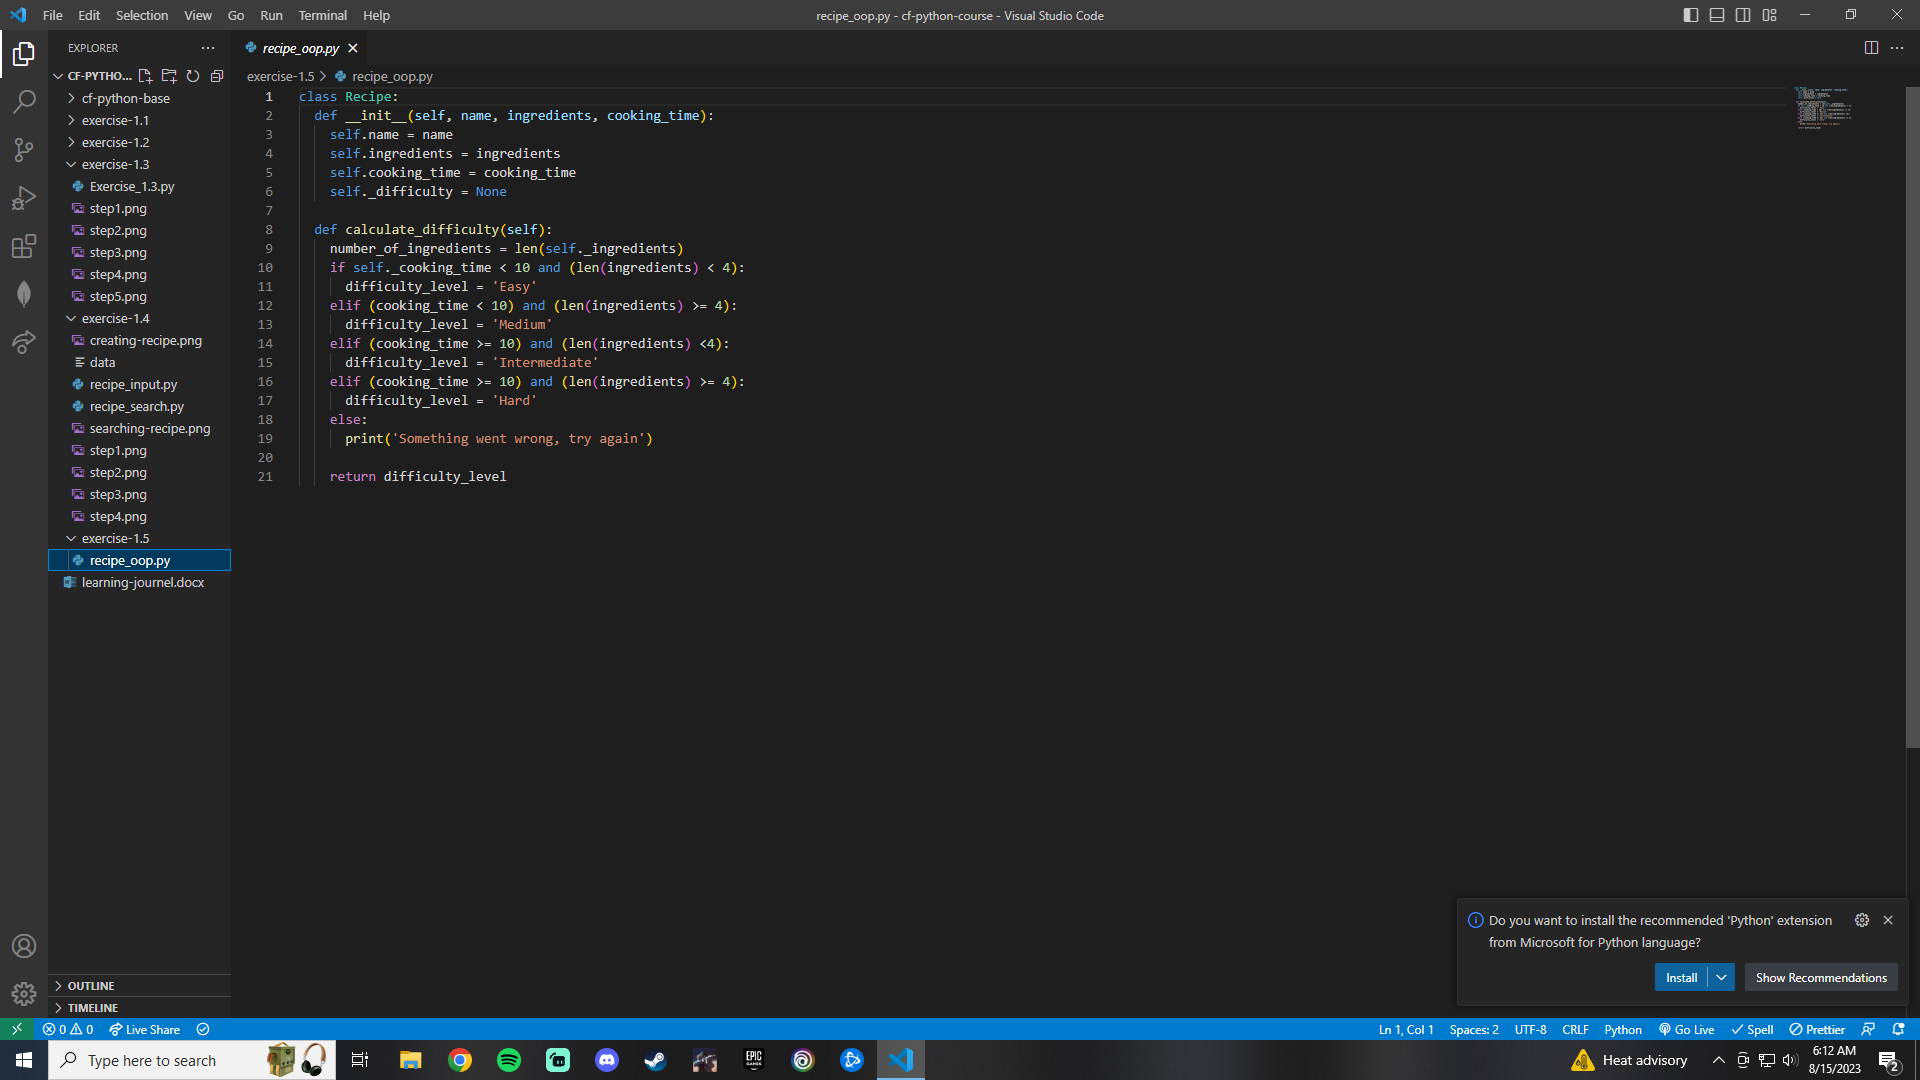 File Edit Selection View Go Run Terminal Help
recipe_oop.py - cf-python-course - Visual Studio Code
EXPLORER
CF-PYTHO...
cf-python-base
exercise-1.1
exercise-1.2
exercise-1.3
Exercise_1.3.py
step1.png
step2.png
step3.png
step4.png
step5.png
exercise-1.4
creating-recipe.png
data
recipe_input.py
recipe_search.py
searching-recipe.png
step1.png
step2.png
step3.png
step4.png
exercise-1.5
recipe_oop.py
learning-journel.docx
OUTLINE
TIMELINE
recipe_oop.py
exercise-1.5 > recipe_oop.py
1 class Recipe:
2 def __init__(self, name, ingredients, cooking_time):
3 self.name = name
4 self.ingredients = ingredients
5 self.cooking_time = cooking_time
6 self._difficulty = None
7
8 def calculate_difficulty(self):
9 number_of_ingredients = len(self._ingredients)
10 if self._cooking_time < 10 and (len(ingredients) < 4):
11 difficulty_level = 'Easy'
12 elif (cooking_time < 10) and (len(ingredients) >= 4):
13 difficulty_level = 'Medium'
14 elif (cooking_time >= 10) and (len(ingredients) <4):
15 difficulty_level = 'Intermediate'
16 elif (cooking_time >= 10) and (len(ingredients) >= 4):
17 difficulty_level = 'Hard'
18 else:
19 print('Something went wrong, try again')
20
21 return difficulty_level
Do you want to install the recommended 'Python' extension
from Microsoft for Python language?
Install Show Recommendations
0 0 Live Share
Ln 1, Col 1 Spaces: 2 UTF-8 CRLF Python Go Live Spell Prettier
Type here to search
EPIC GAMES
Heat advisory
6:12 AM
8/15/2023
2